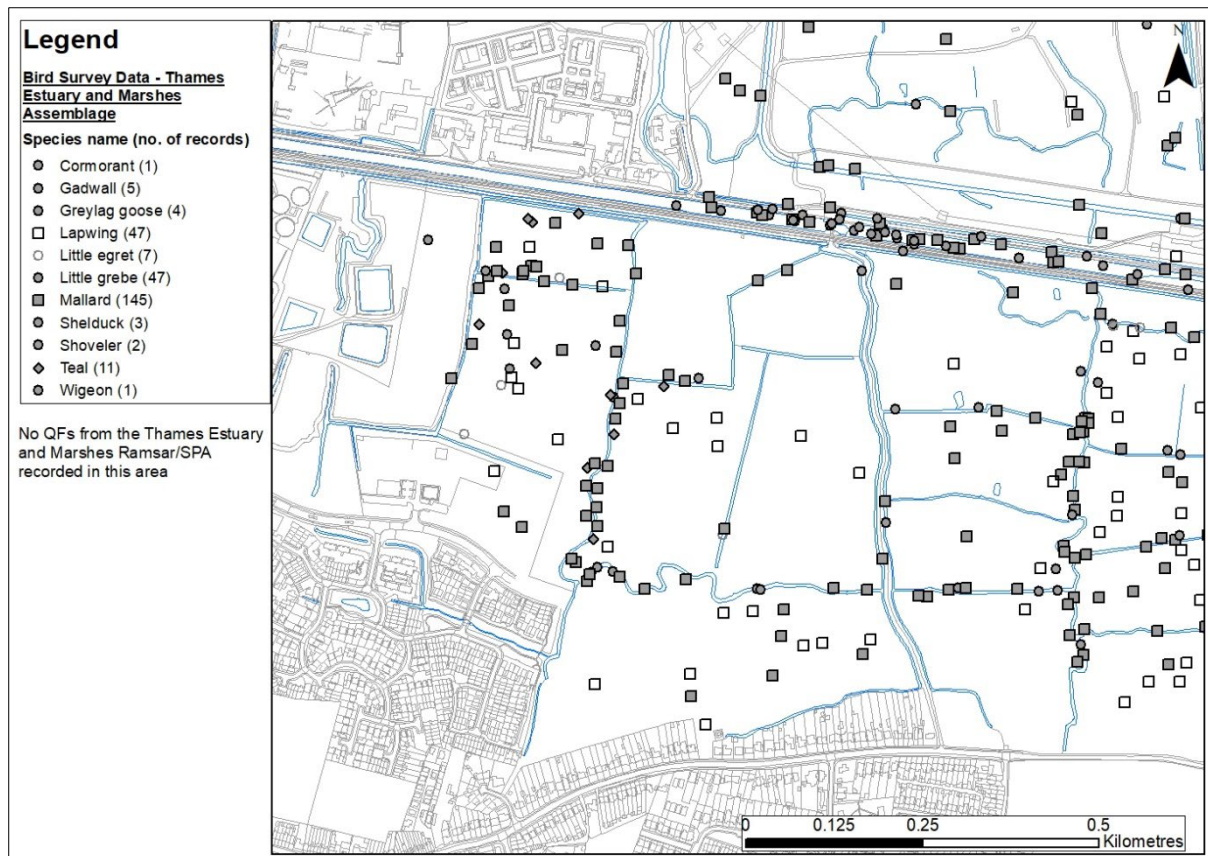 Legend
Bird Survey Data - Thames
Estuary and Marshes
Assemblage
Species name (no. of records)
Cormorant (1)
Gadwall (5)
Greylag goose (4)
Lapwing (47)
Little egret (7)
Little grebe (47)
Mallard (145)
Shelduck (3)
Shoveler (2)
Teal (11)
Wigeon (1)
No QFs from the Thames Estuary
and Marshes Ramsar/SPA
recorded in this area
N
0 0.125 0.25 0.5
Kilometres